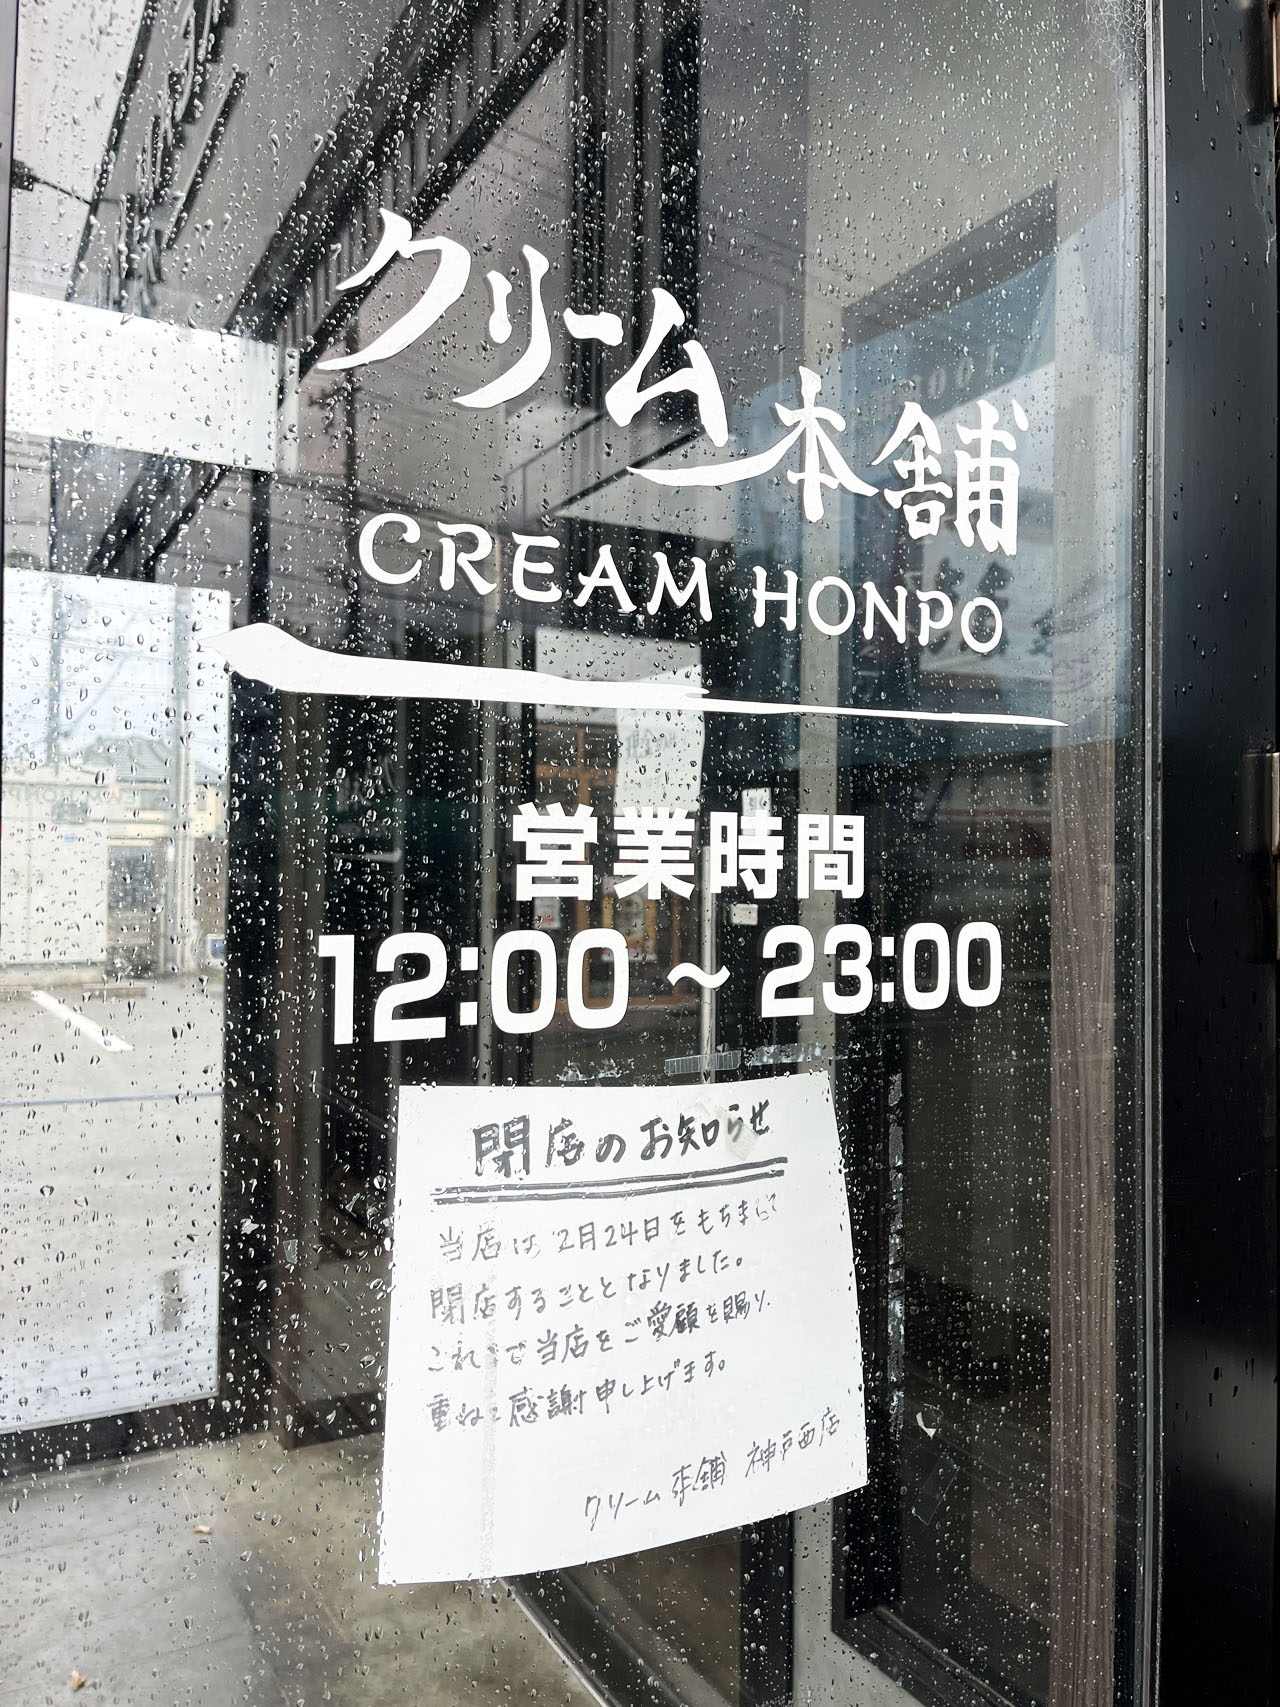 クリーム本舗
CREAM HONPO
営業時間
12:00 ~ 23:00
閉店のお知らせ
当店は 2月24日をもちまして
閉店することとなりました。
これまで当店をご愛顧を賜り、
重ねて感謝申し上げます。
クリーム本舗 神戸西店